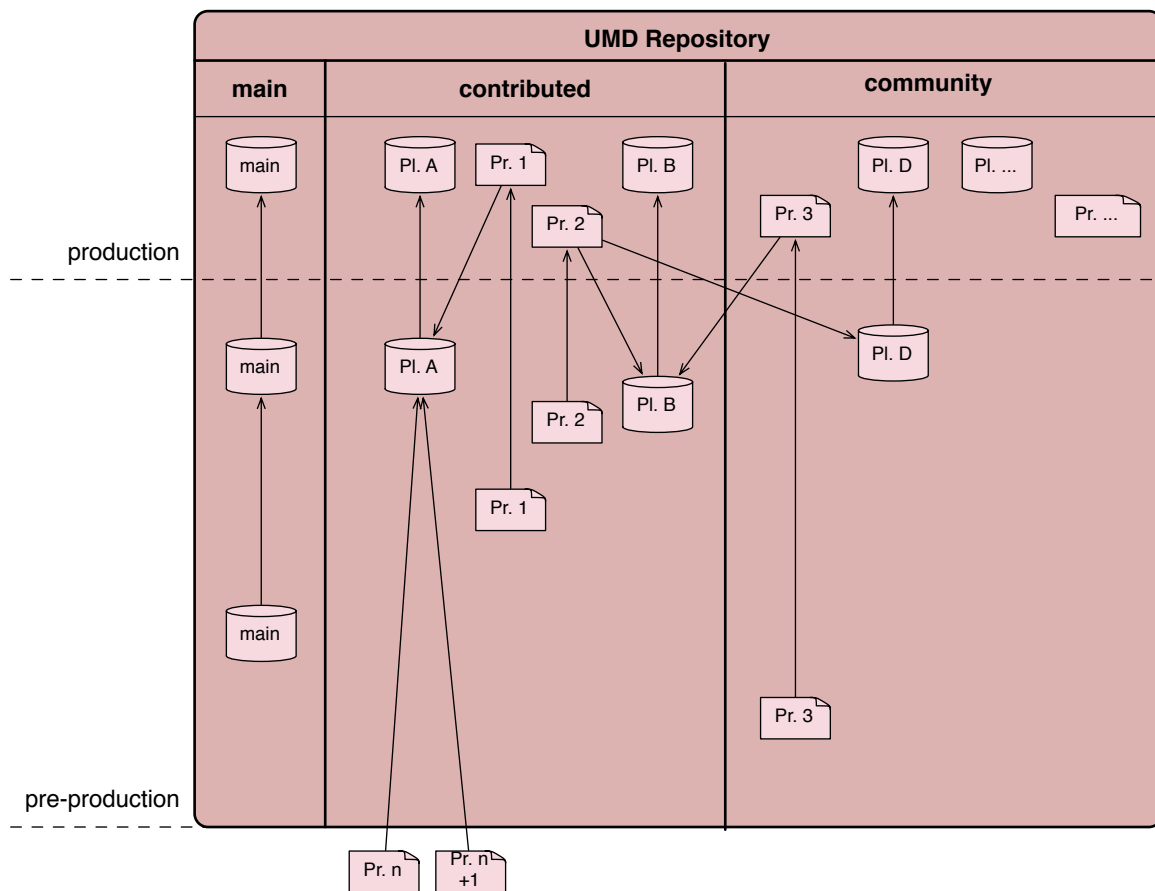 UMD Repository
main
contributed
community
main
Pl. A
Pr. 1
Pl. B
Pl. D
Pl. ...
Pr. 2
Pr. 3
Pr. ...
production
main
Pl. A
Pl. D
Pr. 2
Pl. B
Pr. 1
main
Pr. 3
pre-production
Pr. n
Pr. n
+1